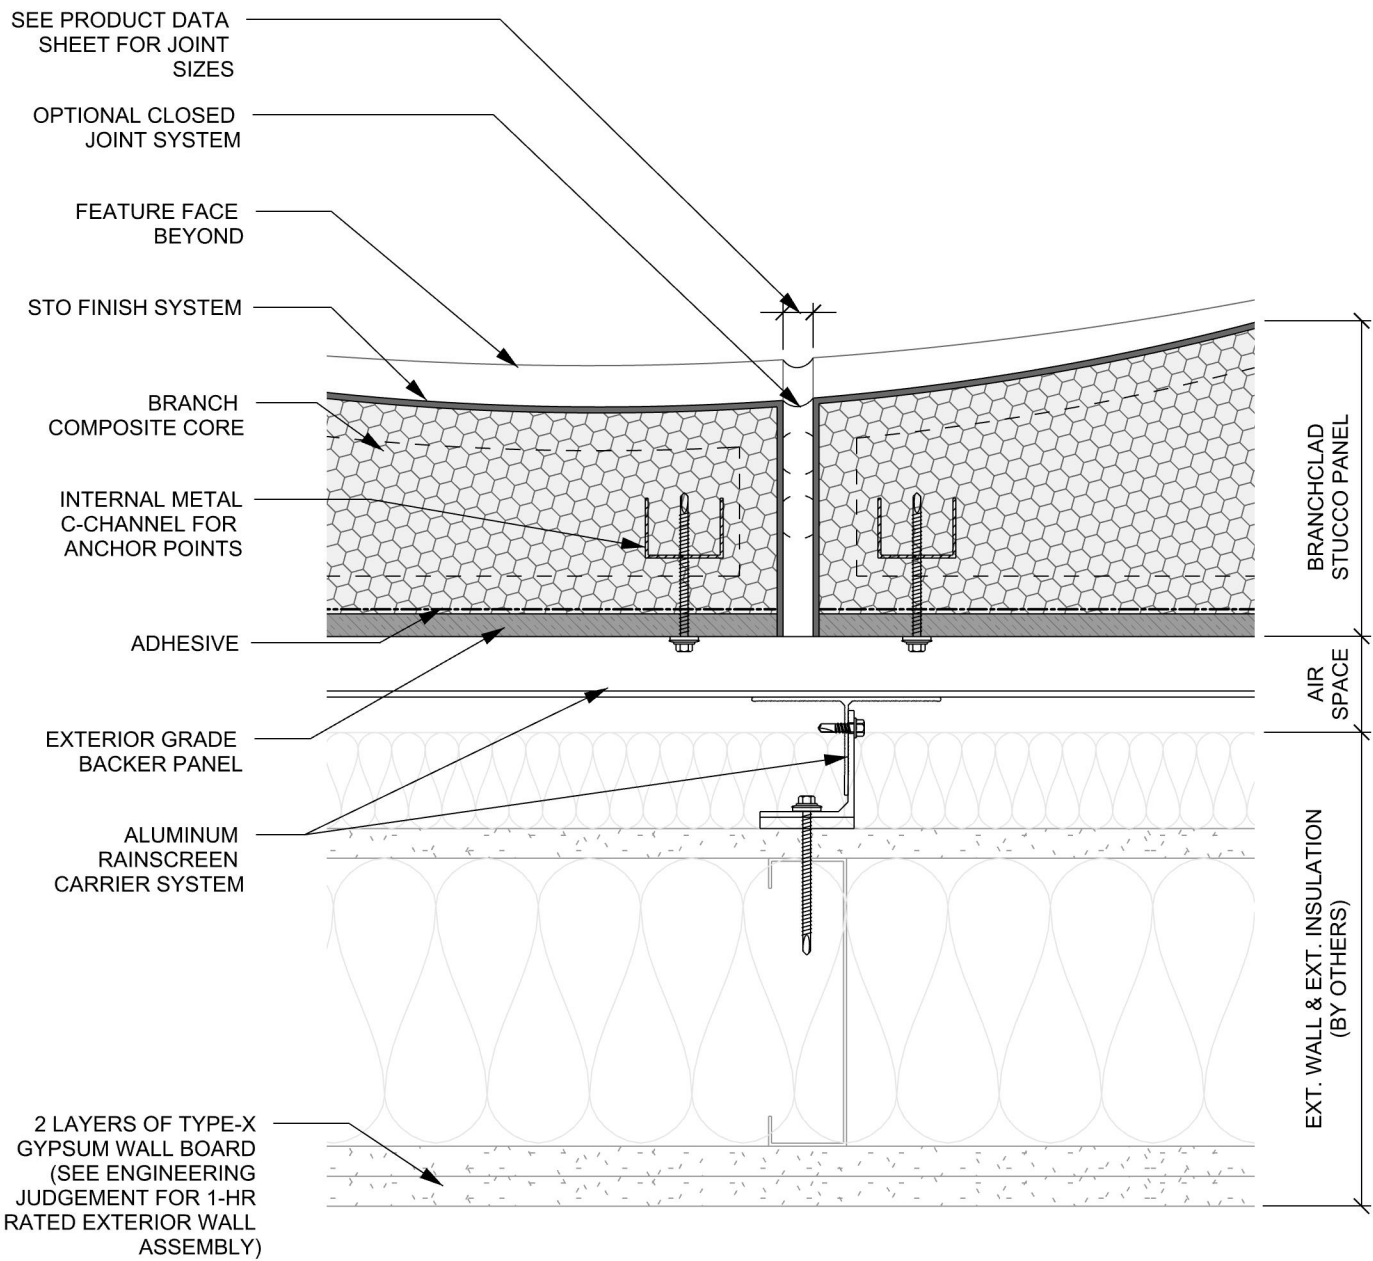 SEE PRODUCT DATA
SHEET FOR JOINT
SIZES
OPTIONAL CLOSED
JOINT SYSTEM
FEATURE FACE
BEYOND
STO FINISH SYSTEM
BRANCH
COMPOSITE CORE
INTERNAL METAL
C-CHANNEL FOR
ANCHOR POINTS
ADHESIVE
EXTERIOR GRADE
BACKER PANEL
ALUMINUM
RAINSCREEN
CARRIER SYSTEM
2 LAYERS OF TYPE-X
GYPSUM WALL BOARD
(SEE ENGINEERING
JUDGEMENT FOR 1-HR
RATED EXTERIOR WALL
ASSEMBLY)
BRANCHCLAD
STUCCO PANEL
AIR
SPACE
EXT. WALL & EXT. INSULATION
(BY OTHERS)